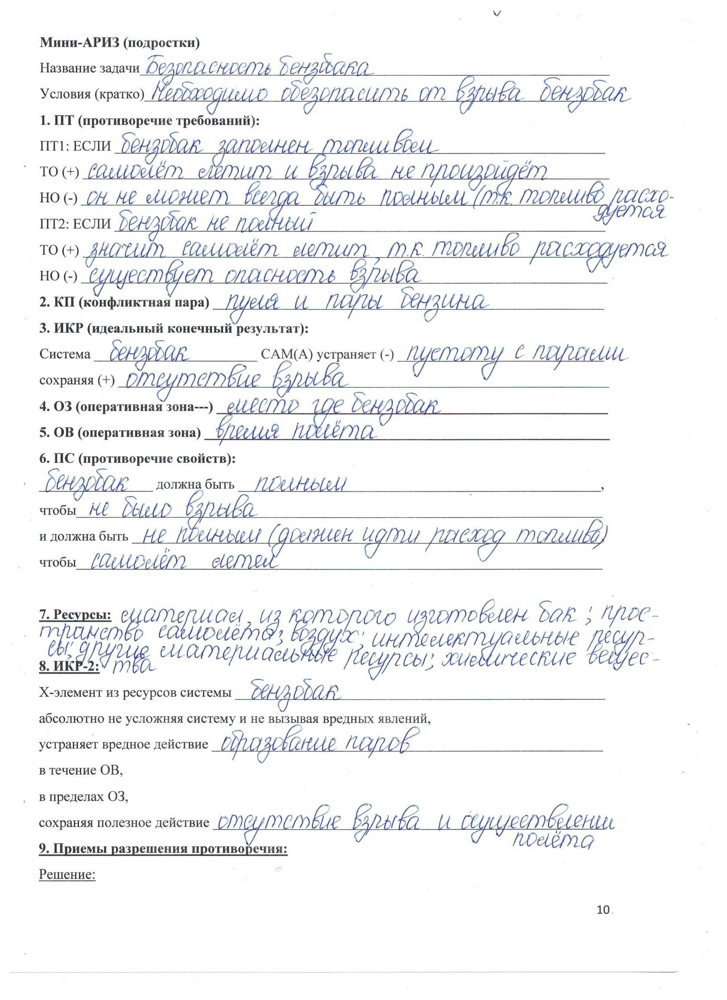 Мини-АРИЗ (подростки)
Название задачи Безопасность бензобака
Условия (кратко) Необходимо обезопасить от взрыва бензобак
1. ПТ (противоречие требований):
ПТ1: ЕСЛИ бензобак заполнен топливом
ТО (+) самолёт летит и взрыва не произойдёт
НО (-) он не может всегда быть полным (т.к. топливо расхо-
дуется
ПТ2: ЕСЛИ бензобак не полный
ТО (+) значит самолёт летит, т.к. топливо расходуется
НО (-) существует опасность взрыва
2. КП (конфликтная пара) пуля и пары бензина
3. ИКР (идеальный конечный результат):
Система бензобак САМ(А) устраняет (-) пустоту с парами
сохраняя (+) отсутствие взрыва
4. ОЗ (оперативная зона---) место где бензобак
5. ОВ (оперативная зона) время полёта
6. ПС (противоречие свойств):
бензобак должна быть полным,
чтобы не было взрыва
и должна быть не полным (должен идти расход топлива)
чтобы самолёт летел
7. Ресурсы: материал, из которого изготовлен бак; прос-
транство самолёта; воздух; интелектуальные ресур-
сы; другие материальные ресурсы; химические вещес-
тва
8. ИКР-2:
Х-элемент из ресурсов системы бензобак
абсолютно не усложняя систему и не вызывая вредных явлений,
устраняет вредное действие образование паров
в течение ОВ,
в пределах ОЗ,
сохраняя полезное действие отсутствие взрыва и осуществлении
полёта
9. Приемы разрешения противоречия:
Решение:
10